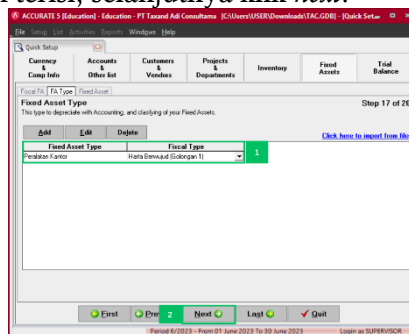 terisi, selanjutnya klik next.
ACCURATE 5 [Education] - Education - PT Taxand Adi Consultama [C:\Users\USER\Downloads\TAC.GDB] - [Quick Set
File Setup List Activities Reports Windows Help
Quick Setup
Currency & Comp Info
Accounts & Other list
Customers & Vendors
Projects & Departments
Inventory
Fixed Assets
Trial Balance
Fiscal FA FA Type Fixed Asset
Fixed Asset Type Step 17 of 26
This type to depreciate with Accounting, and clasifying of your Fixed Assets.
Add Edit Delete Click here to import from file
Fixed Asset Type Fiscal Type
Peralatan Kantor Harta Berwujud (Golongan 1) 1
First Pre 2 Next Last Quit
Period 6/2023 - From 01 June 2023 To 30 June 2023 Login as SUPERVISOR